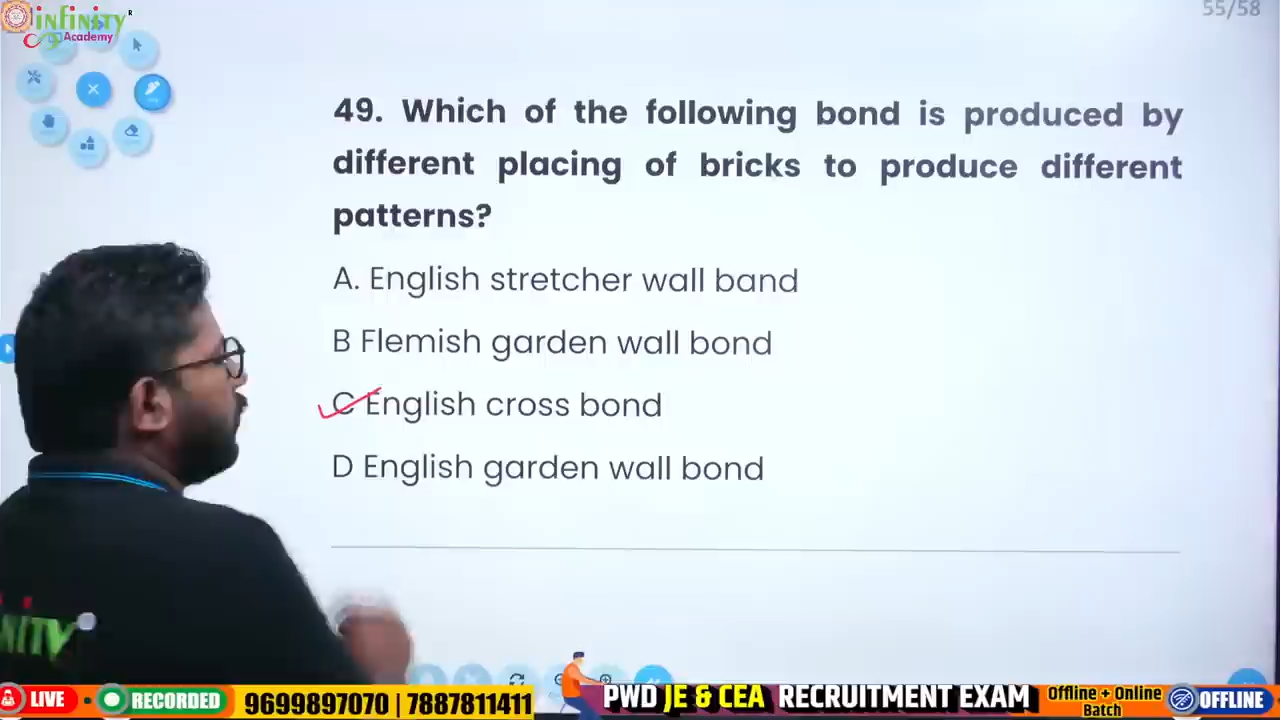 infinity
Academy
55/58
49. Which of the following bond is produced by
different placing of bricks to produce different
patterns?
A. English stretcher wall band
B Flemish garden wall bond
C English cross bond
D English garden wall bond
NITY
LIVE
RECORDED
9699897070 | 7887811411
PWD JE & CEA RECRUITMENT EXAM
Offline + Online
Batch
OFFLINE